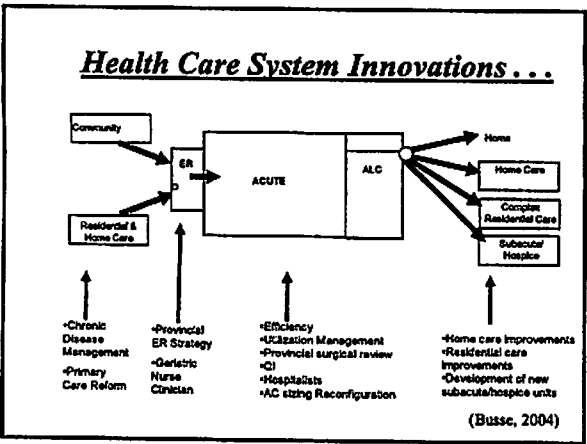 Health Care System Innovations . . .
Community
ER
ACUTE
ALC
Home
Home Care
Complex
Residential Care
Subacute/
Hospice
Residential &
Home Care
•Chronic
Disease
Management
•Primary
Care Reform
•Provincial
ER Strategy
•Geriatric
Nurse
Clinician
•Efficiency
•Utilization Management
•Provincial surgical review
•CI
•Hospitalists
•AC sizing Reconfiguration
•Home care improvements
•Residential care
improvements
•Development of new
subacute/hospice units
(Busse, 2004)